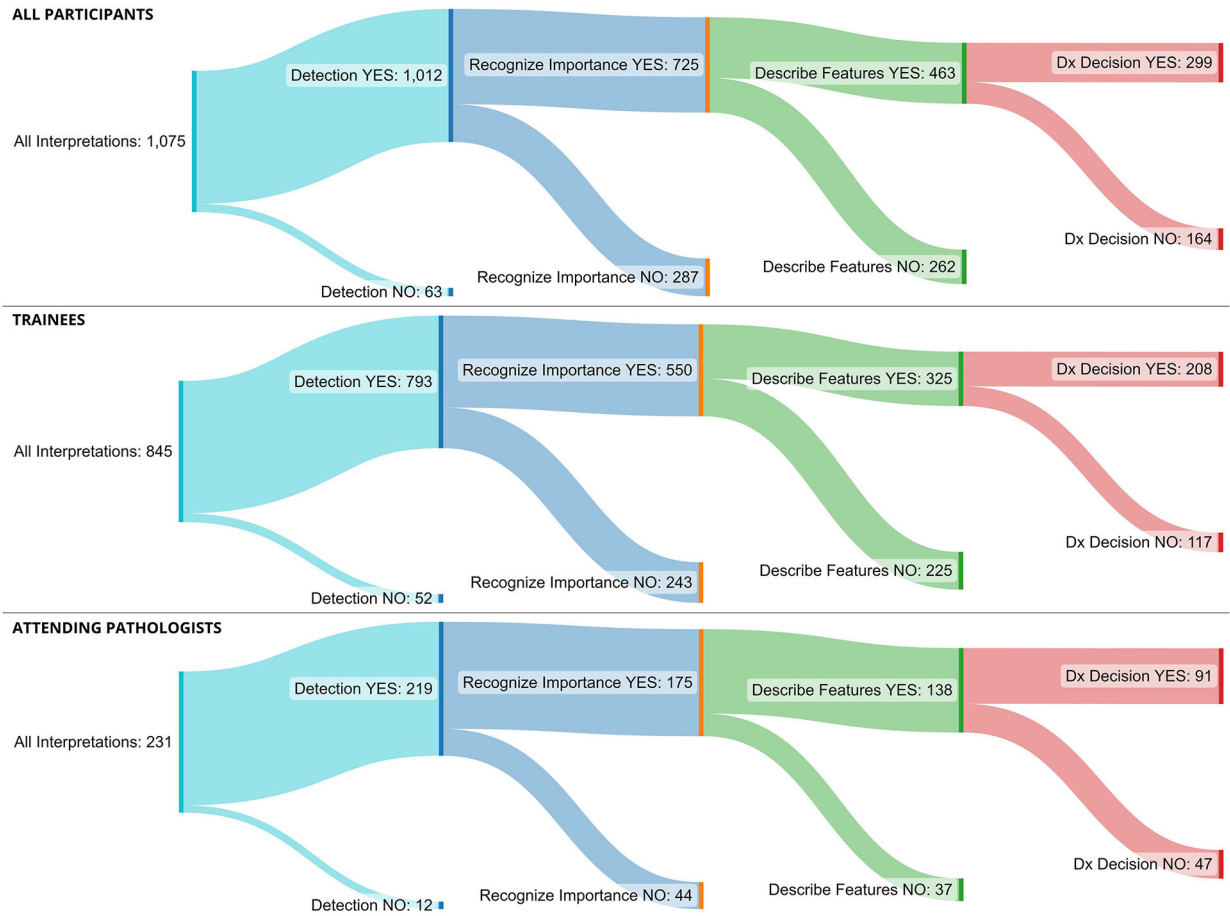 ALL PARTICIPANTS
Detection YES: 1,012
Recognize Importance YES: 725
Describe Features YES: 463
Dx Decision YES: 299
All Interpretations: 1,075
Dx Decision NO: 164
Describe Features NO: 262
Recognize Importance NO: 287
Detection NO: 63
TRAINEES
Detection YES: 793
Recognize Importance YES: 550
Describe Features YES: 325
Dx Decision YES: 208
All Interpretations: 845
Dx Decision NO: 117
Describe Features NO: 225
Recognize Importance NO: 243
Detection NO: 52
ATTENDING PATHOLOGISTS
Detection YES: 219
Recognize Importance YES: 175
Describe Features YES: 138
Dx Decision YES: 91
All Interpretations: 231
Dx Decision NO: 47
Describe Features NO: 37
Recognize Importance NO: 44
Detection NO: 12